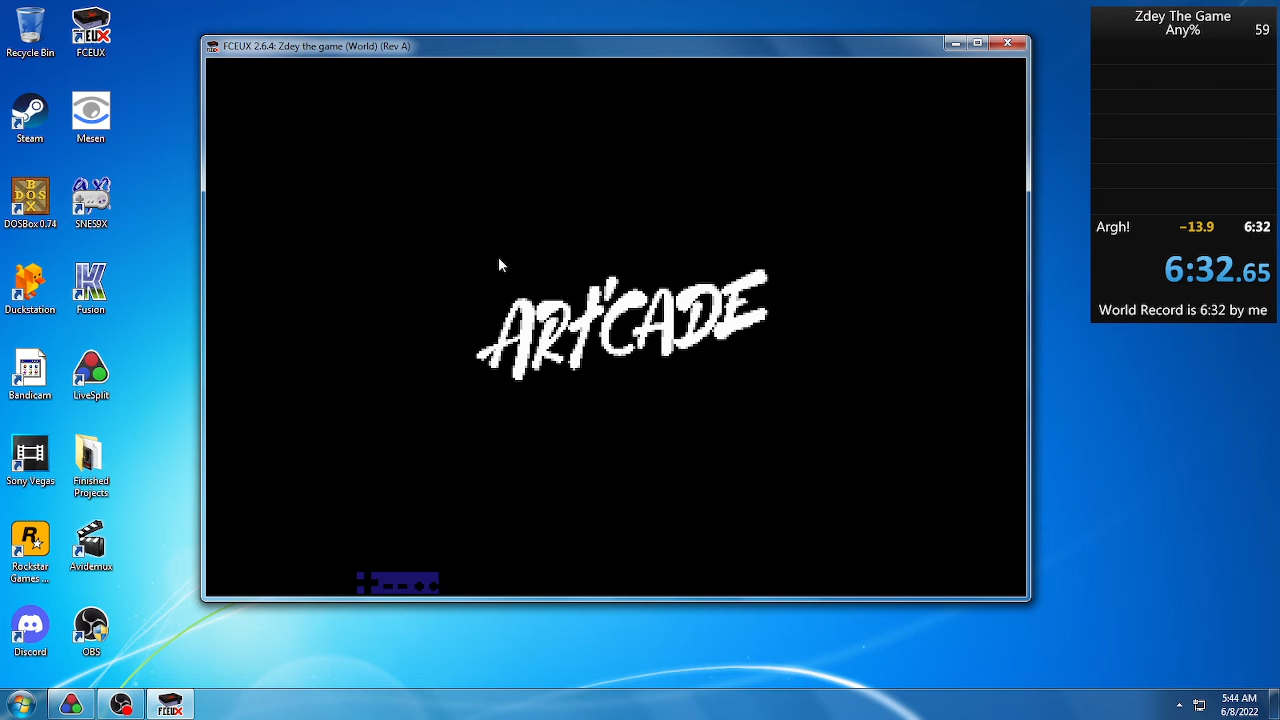 Recycle Bin
FCEUX
Steam
Mesen
DOSBox 0.74
SNES9X
Duckstation
Fusion
Bandicam
LiveSplit
Sony Vegas
Finished
Projects
Rockstar
Games ...
Avidemux
Discord
OBS
FCEUX 2.6.4: Zdey the game (World) (Rev A)
ART'CADE
Zdey The Game
Any% 59
Argh! −13.9 6:32
6:32.65
World Record is 6:32 by me
5:44 AM
6/8/2022